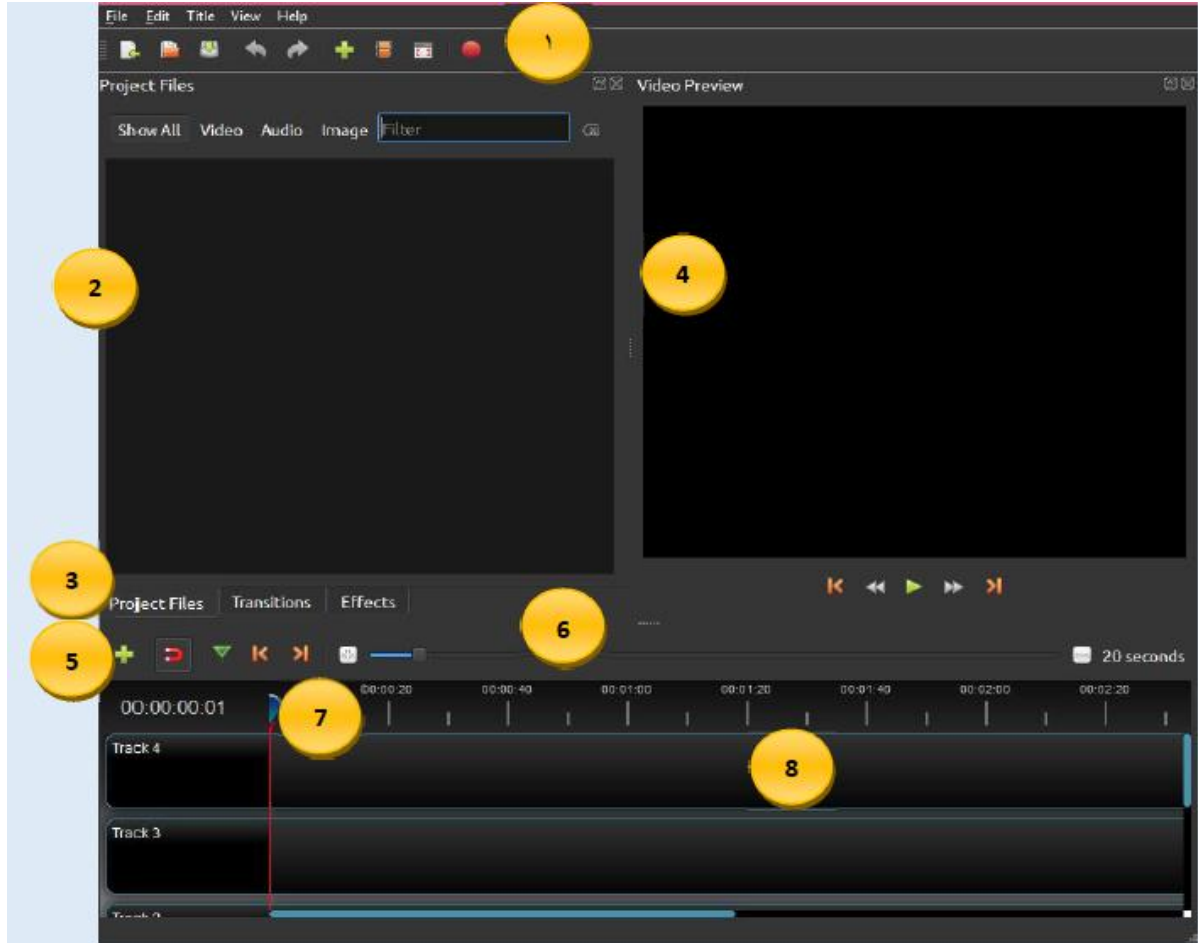 File Edit Title View Help
١
Project Files
Video Preview
Show All Video Audio Image Filter
2
4
3
Project Files Transitions Effects
6
5
20 seconds
00:00:20 00:00:40 00:01:00 00:01:20 00:01:40 00:02:00 00:02:20
00:00:00:01
7
Track 4
8
Track 3